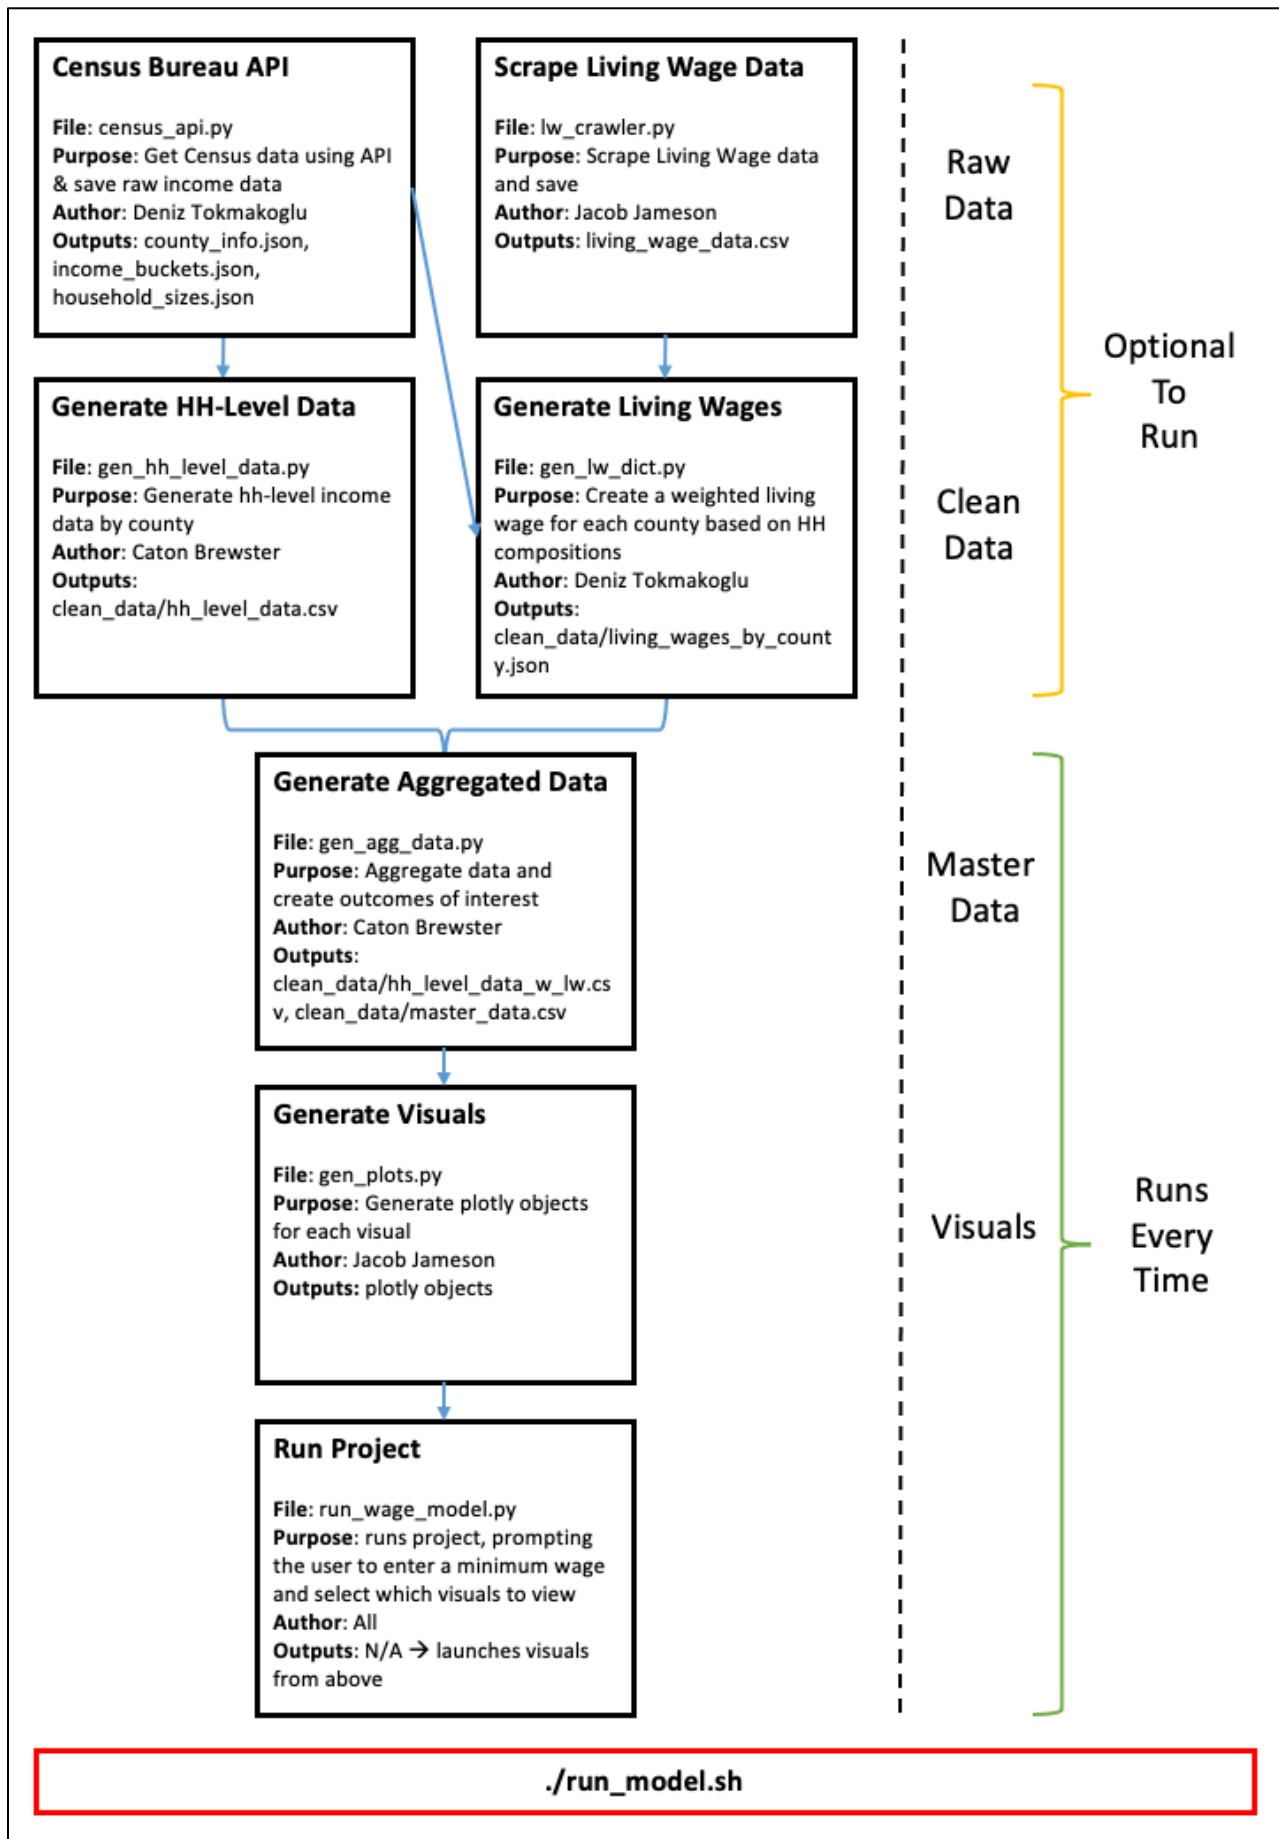 Census Bureau API
File: census_api.py
Purpose: Get Census data using API
& save raw income data
Author: Deniz Tokmakoglu
Outputs: county_info.json,
income_buckets.json,
household_sizes.json
Scrape Living Wage Data
File: lw_crawler.py
Purpose: Scrape Living Wage data
and save
Author: Jacob Jameson
Outputs: living_wage_data.csv
Raw
Data
Generate HH-Level Data
File: gen_hh_level_data.py
Purpose: Generate hh-level income
data by county
Author: Caton Brewster
Outputs:
clean_data/hh_level_data.csv
Generate Living Wages
File: gen_lw_dict.py
Purpose: Create a weighted living
wage for each county based on HH
compositions
Author: Deniz Tokmakoglu
Outputs:
clean_data/living_wages_by_count
y.json
Clean
Data
Optional
To
Run
Generate Aggregated Data
File: gen_agg_data.py
Purpose: Aggregate data and
create outcomes of interest
Author: Caton Brewster
Outputs:
clean_data/hh_level_data_w_lw.cs
v, clean_data/master_data.csv
Master
Data
Generate Visuals
File: gen_plots.py
Purpose: Generate plotly objects
for each visual
Author: Jacob Jameson
Outputs: plotly objects
Visuals
Runs
Every
Time
Run Project
File: run_wage_model.py
Purpose: runs project, prompting
the user to enter a minimum wage
and select which visuals to view
Author: All
Outputs: N/A → launches visuals
from above
./run_model.sh